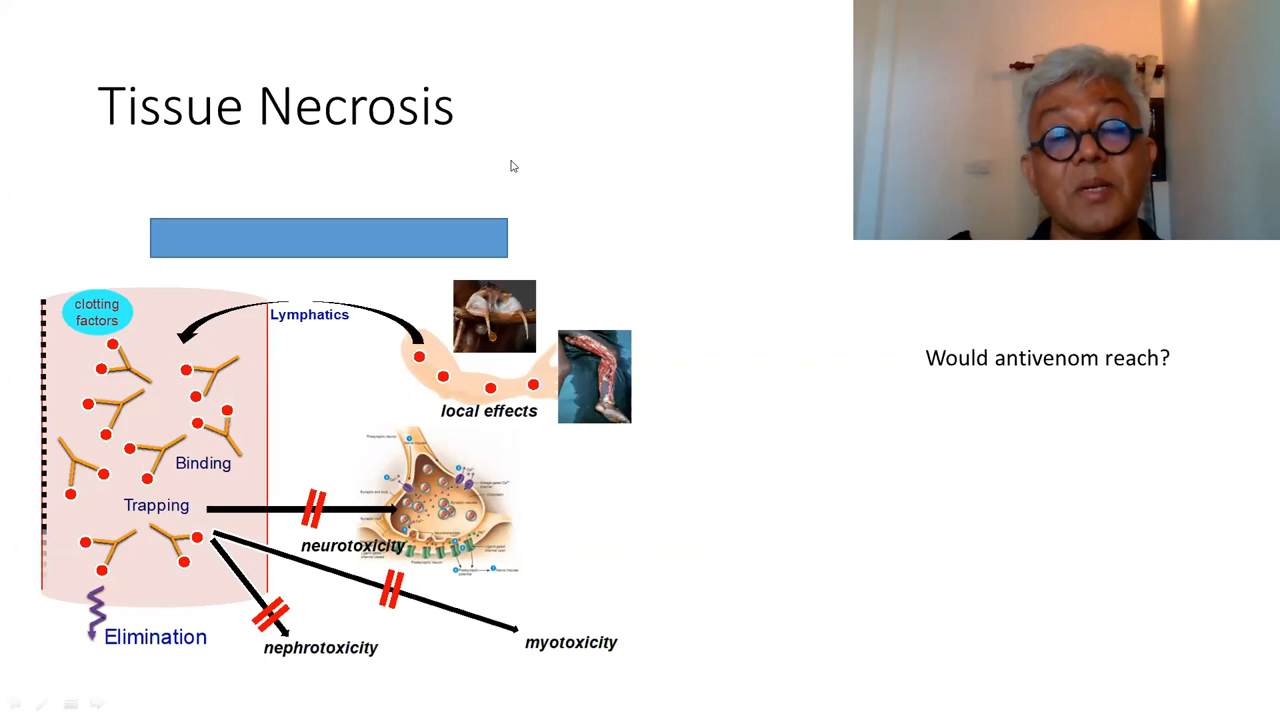 Tissue Necrosis
clotting
factors
Lymphatics
local effects
Binding
Trapping
neurotoxicity
Elimination
nephrotoxicity
myotoxicity
Would antivenom reach?